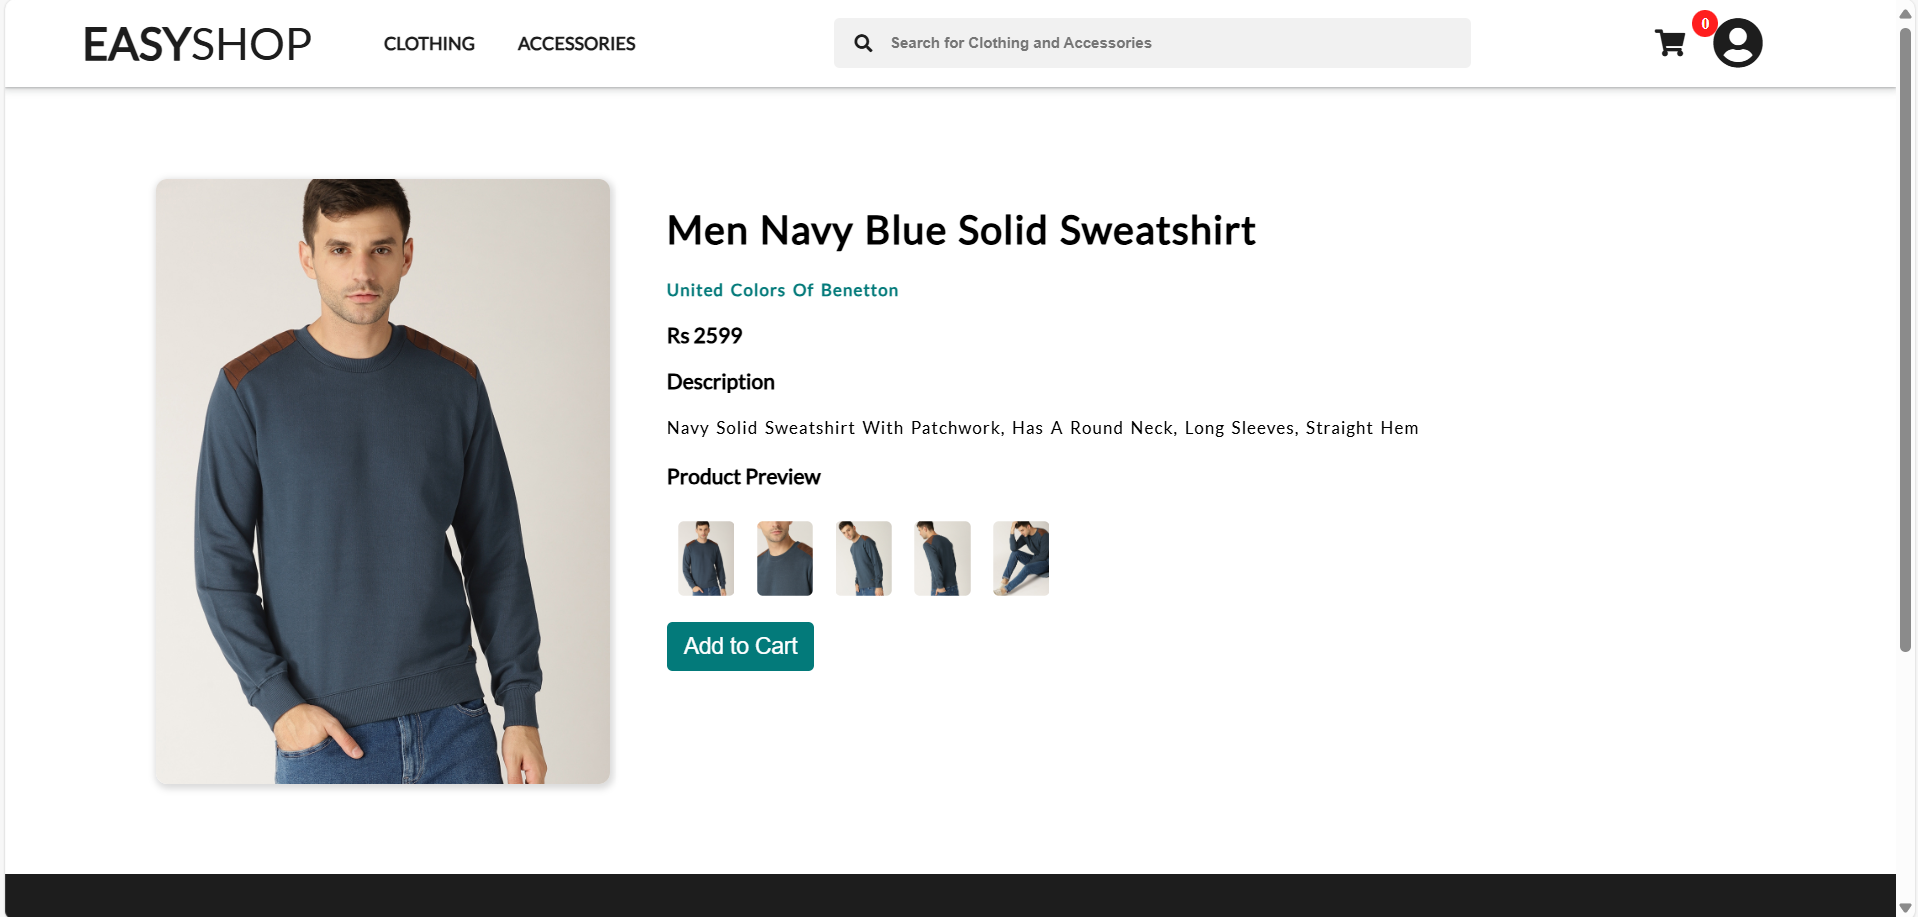 EASYSHOP
CLOTHING
ACCESSORIES
Search for Clothing and Accessories
0
Men Navy Blue Solid Sweatshirt
United Colors Of Benetton
Rs 2599
Description
Navy Solid Sweatshirt With Patchwork, Has A Round Neck, Long Sleeves, Straight Hem
Product Preview
Add to Cart